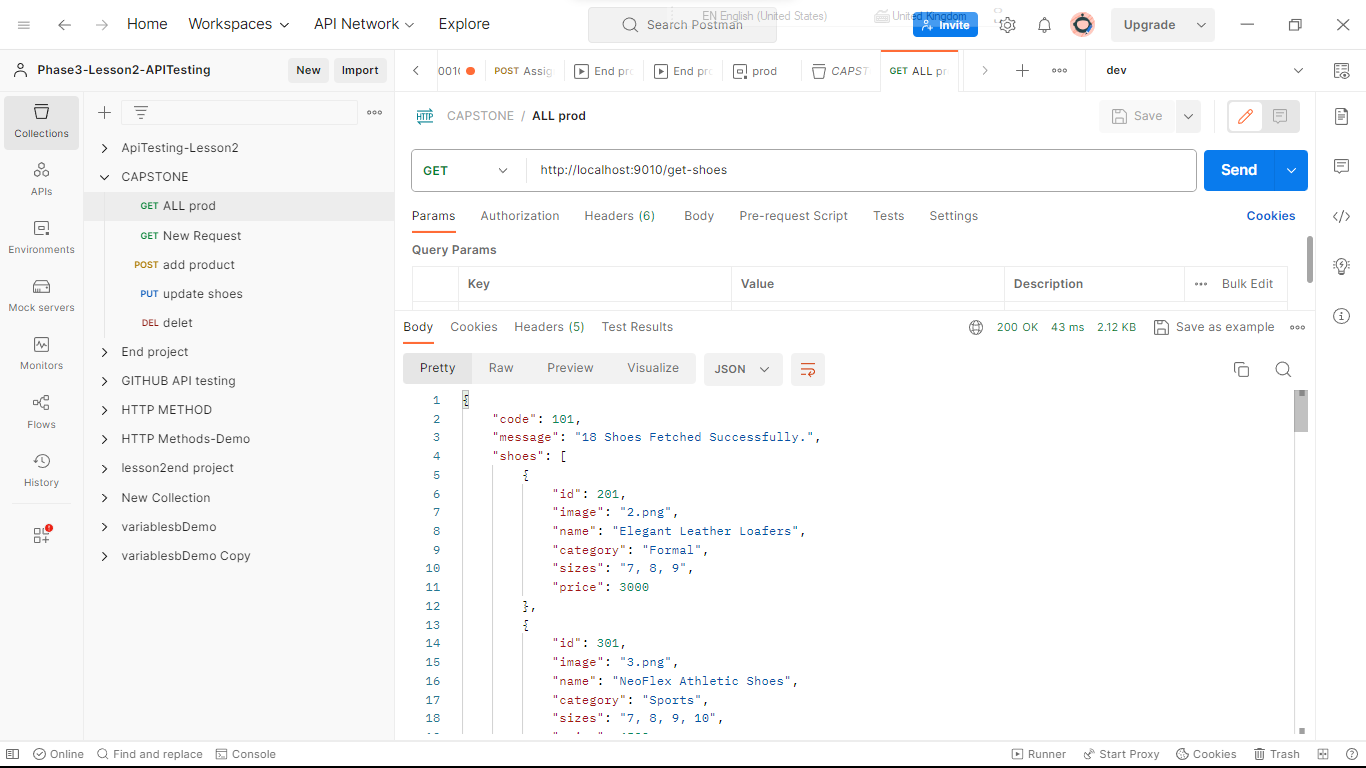 EN English (United States)
United Kingdom
Home
Workspaces
API Network
Explore
Search Postman
Invite
Upgrade
Phase3-Lesson2-APITesting
New
Import
POST Assig
End pr
End pr
prod
CAPST
GET ALL pr
dev
Collections
APIs
Environments
Mock servers
Monitors
Flows
History
ApiTesting-Lesson2
CAPSTONE
GET ALL prod
GET New Request
POST add product
PUT update shoes
DEL delet
End project
GITHUB API testing
HTTP METHOD
HTTP Methods-Demo
lesson2end project
New Collection
variablesbDemo
variablesbDemo Copy
HTTP CAPSTONE / ALL prod
Save
GET
http://localhost:9010/get-shoes
Send
Params
Authorization
Headers (6)
Body
Pre-request Script
Tests
Settings
Cookies
Query Params
Key
Value
Description
Bulk Edit
Body
Cookies
Headers (5)
Test Results
200 OK
43 ms
2.12 KB
Save as example
Pretty
Raw
Preview
Visualize
JSON
1 {
2 "code": 101,
3 "message": "18 Shoes Fetched Successfully.",
4 "shoes": [
5 {
6 "id": 201,
7 "image": "2.png",
8 "name": "Elegant Leather Loafers",
9 "category": "Formal",
10 "sizes": "7, 8, 9",
11 "price": 3000
12 },
13 {
14 "id": 301,
15 "image": "3.png",
16 "name": "NeoFlex Athletic Shoes",
17 "category": "Sports",
18 "sizes": "7, 8, 9, 10",
Online
Find and replace
Console
Runner
Start Proxy
Cookies
Trash